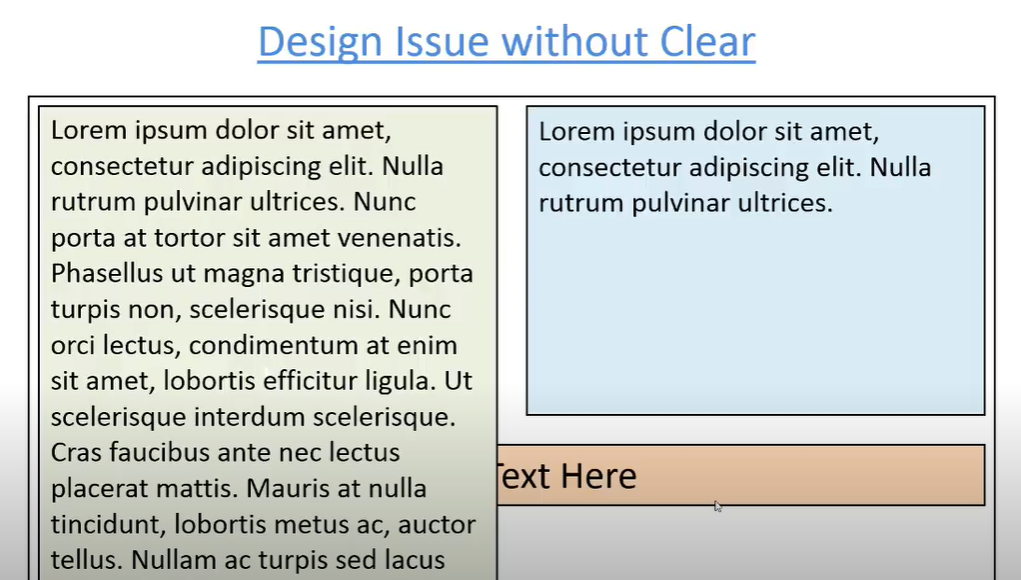 Design Issue without Clear
Lorem ipsum dolor sit amet,
consectetur adipiscing elit. Nulla
rutrum pulvinar ultrices. Nunc
porta at tortor sit amet venenatis.
Phasellus ut magna tristique, porta
turpis non, scelerisque nisi. Nunc
orci lectus, condimentum at enim
sit amet, lobortis efficitur ligula. Ut
scelerisque interdum scelerisque.
Cras faucibus ante nec lectus
placerat mattis. Mauris at nulla
tincidunt, lobortis metus ac, auctor
tellus. Nullam ac turpis sed lacus
Lorem ipsum dolor sit amet,
consectetur adipiscing elit. Nulla
rutrum pulvinar ultrices.
Text Here